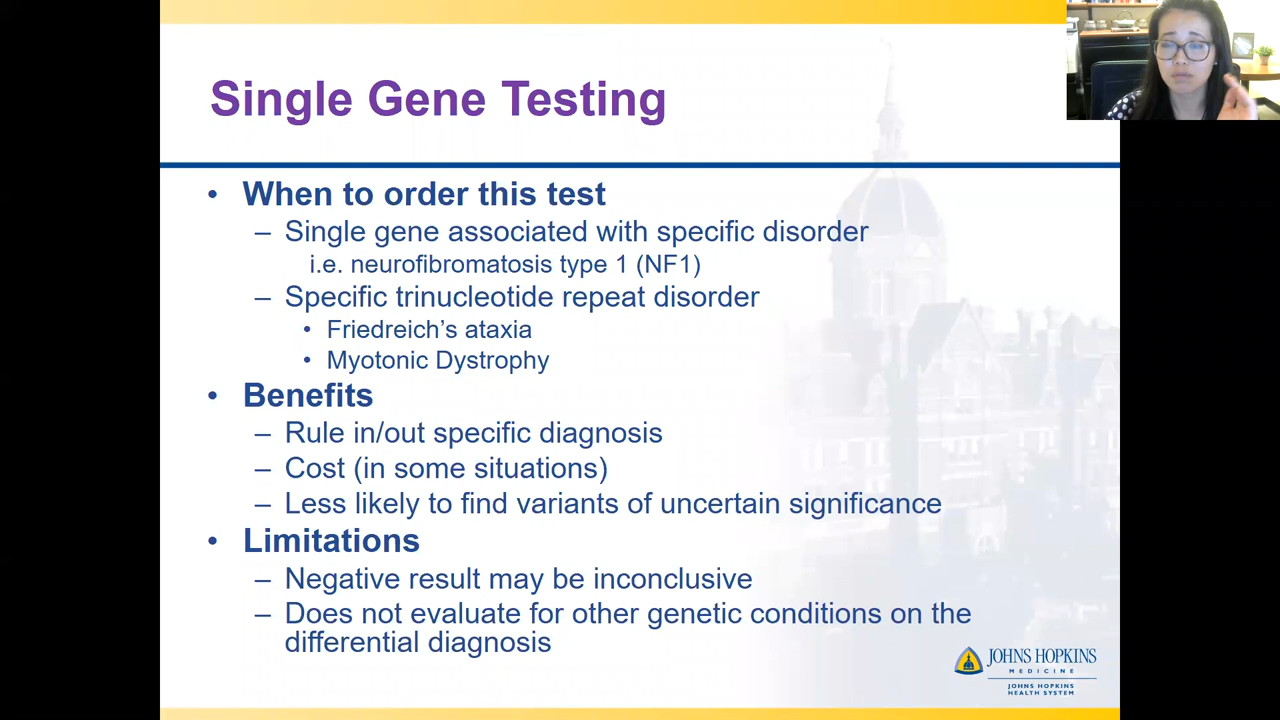 Single Gene Testing
• When to order this test
– Single gene associated with specific disorder
i.e. neurofibromatosis type 1 (NF1)
– Specific trinucleotide repeat disorder
• Friedreich’s ataxia
• Myotonic Dystrophy
• Benefits
– Rule in/out specific diagnosis
– Cost (in some situations)
– Less likely to find variants of uncertain significance
• Limitations
– Negative result may be inconclusive
– Does not evaluate for other genetic conditions on the
differential diagnosis
JOHNS HOPKINS
MEDICINE
JOHNS HOPKINS
HEALTH SYSTEM